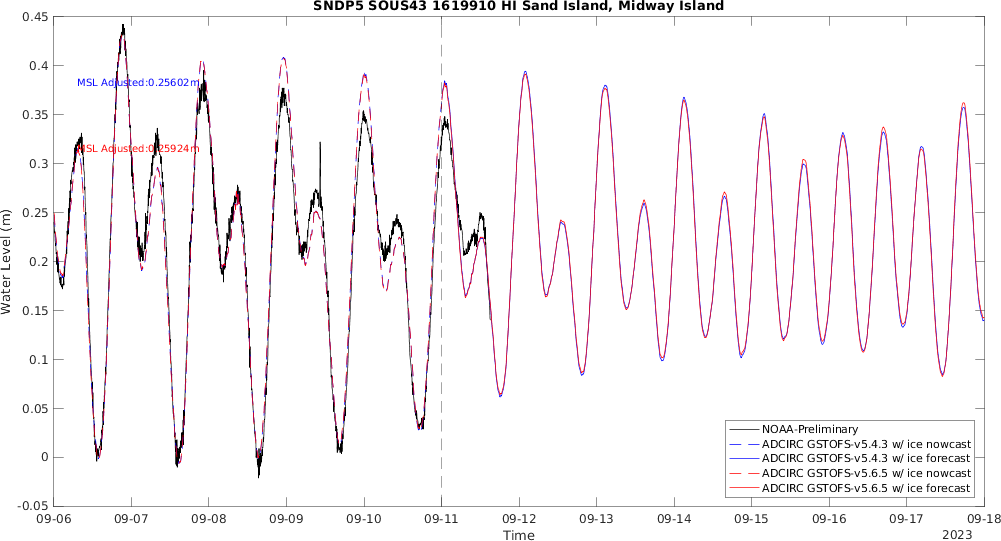 SNDP5 SOUS43 1619910 HI Sand Island, Midway Island
0.45
0.4
0.35
0.3
0.25
0.2
0.15
0.1
0.05
0
-0.05
Water Level (m)
MSL Adjusted:0.25602m
MSL Adjusted:0.25924m
NOAA-Preliminary
ADCIRC GSTOFS-v5.4.3 w/ ice nowcast
ADCIRC GSTOFS-v5.4.3 w/ ice forecast
ADCIRC GSTOFS-v5.6.5 w/ ice nowcast
ADCIRC GSTOFS-v5.6.5 w/ ice forecast
09-06 09-07 09-08 09-09 09-10 09-11 09-12 09-13 09-14 09-15 09-16 09-17 09-18
Time
2023